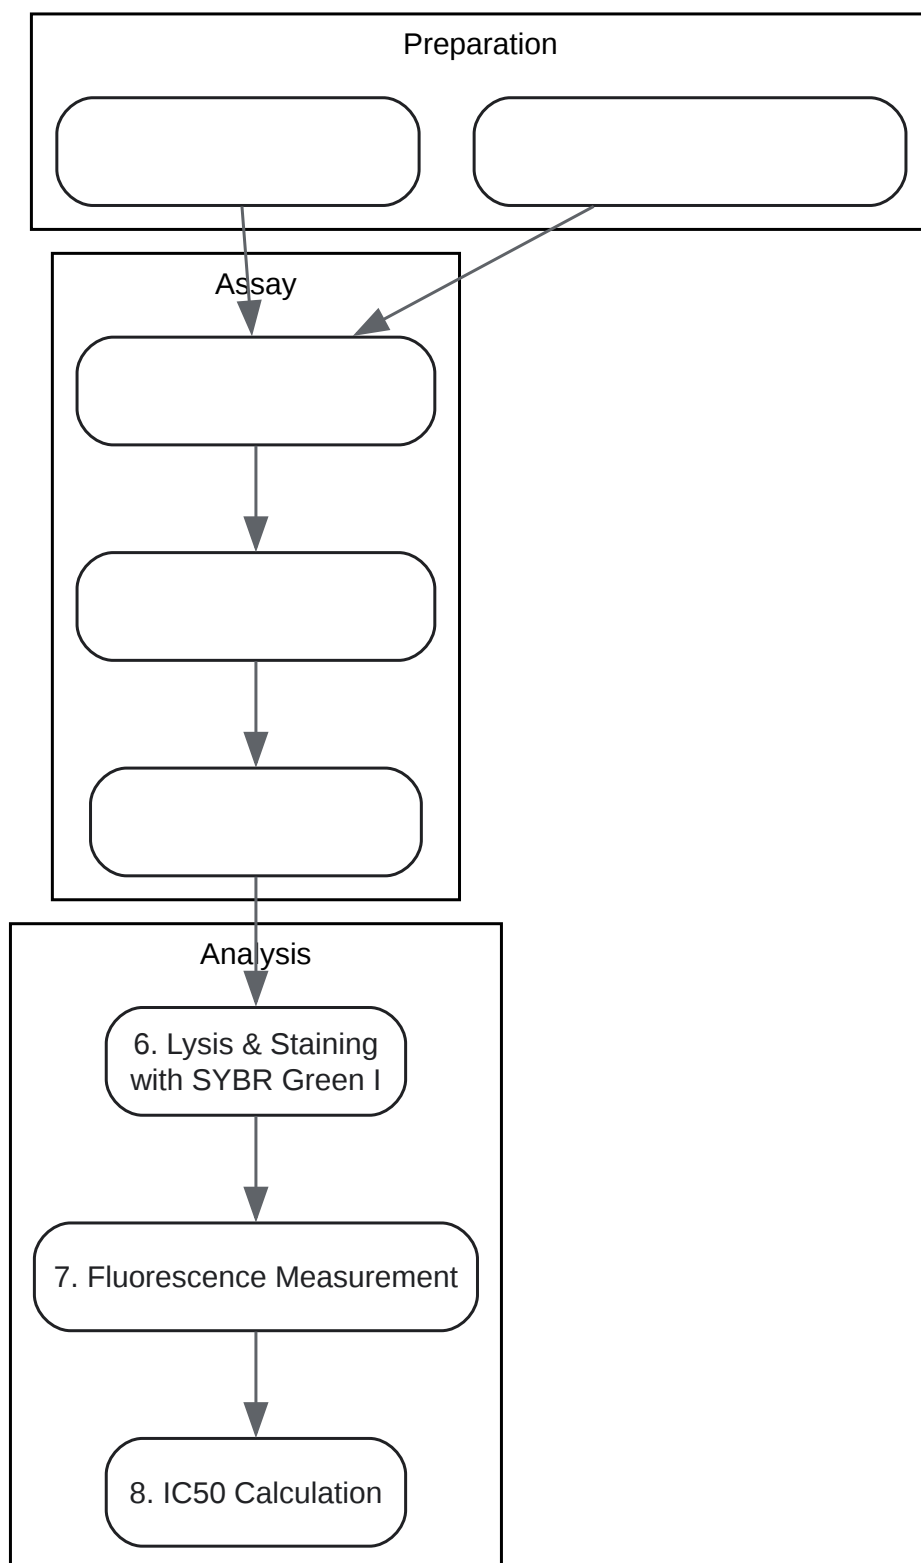 Preparation
Assay
Analysis
6. Lysis & Staining
with SYBR Green I
7. Fluorescence Measurement
8. IC50 Calculation